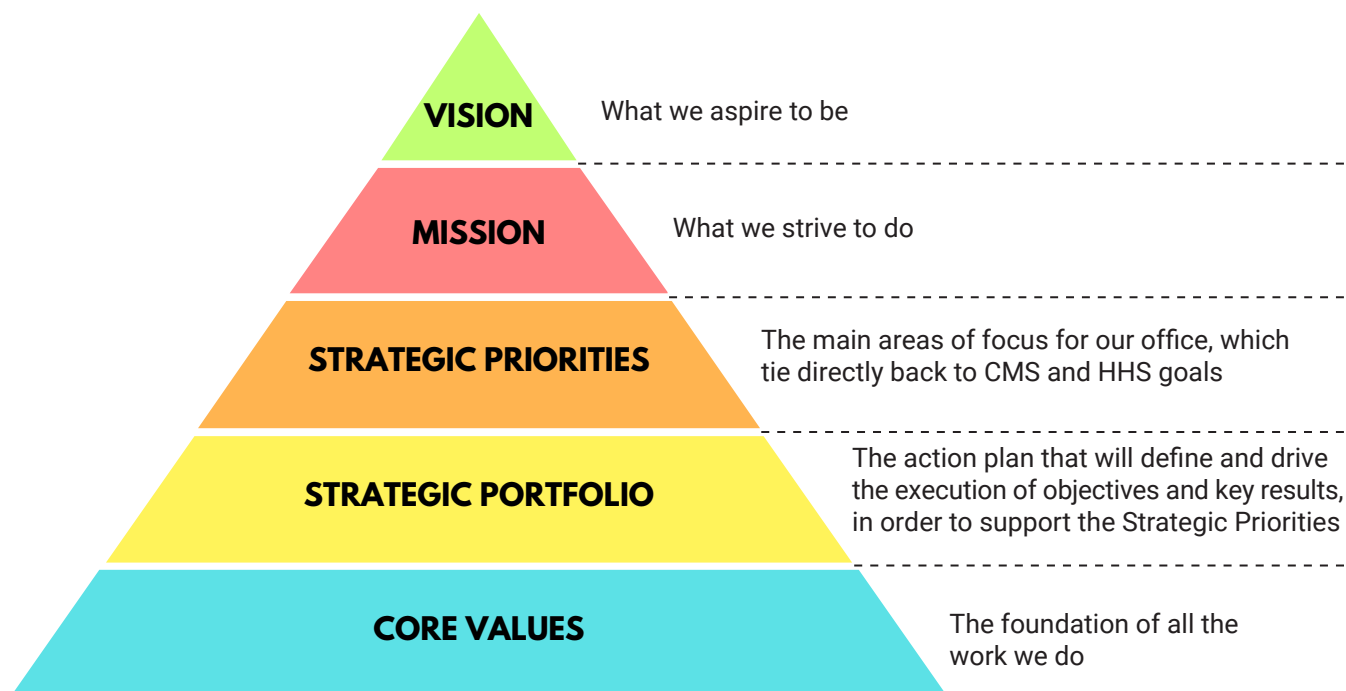 VISION
What we aspire to be
MISSION
What we strive to do
STRATEGIC PRIORITIES
The main areas of focus for our office, which
tie directly back to CMS and HHS goals
STRATEGIC PORTFOLIO
The action plan that will define and drive
the execution of objectives and key results,
in order to support the Strategic Priorities
CORE VALUES
The foundation of all the
work we do